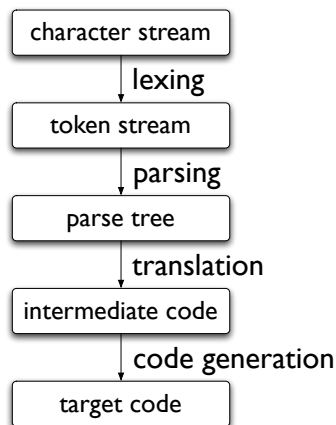 character stream
lexing
token stream
parsing
parse tree
translation
intermediate code
code generation
target code